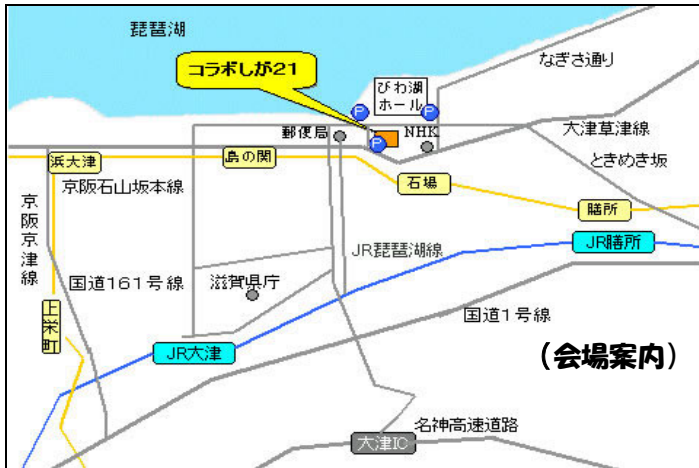 琵琶湖
コラボしが21
びわ湖
ホール
なぎさ通り
郵便局
NHK
大津草津線
浜大津
島の関
ときめき坂
京阪石山坂本線
石場
膳所
京阪京津線
JR琵琶湖線
JR膳所
国道161号線
滋賀県庁
上栄町
国道1号線
JR大津
(会場案内)
名神高速道路
大津IC
P
P
P